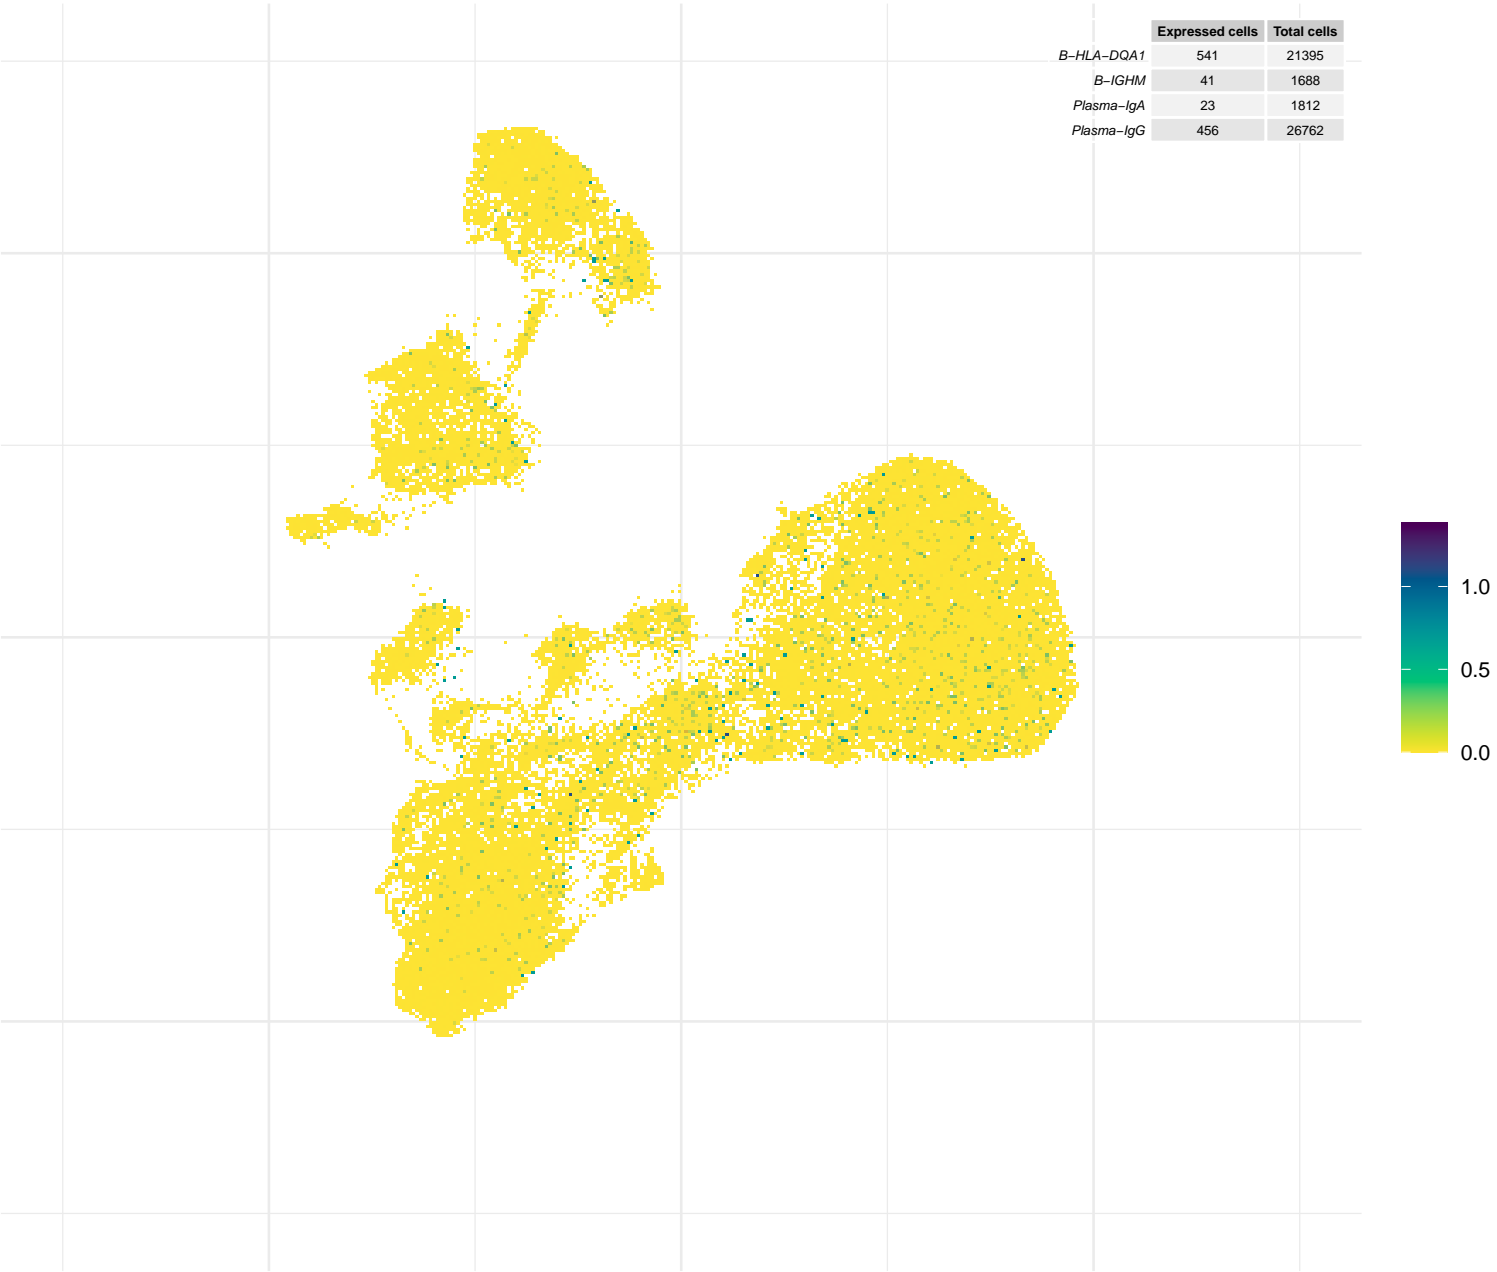 Expressed cells Total cells
B−HLA−DQA1 541 21395
B−IGHM 41 1688
Plasma−IgA 23 1812
Plasma−IgG 456 26762
1.0
0.5
0.0